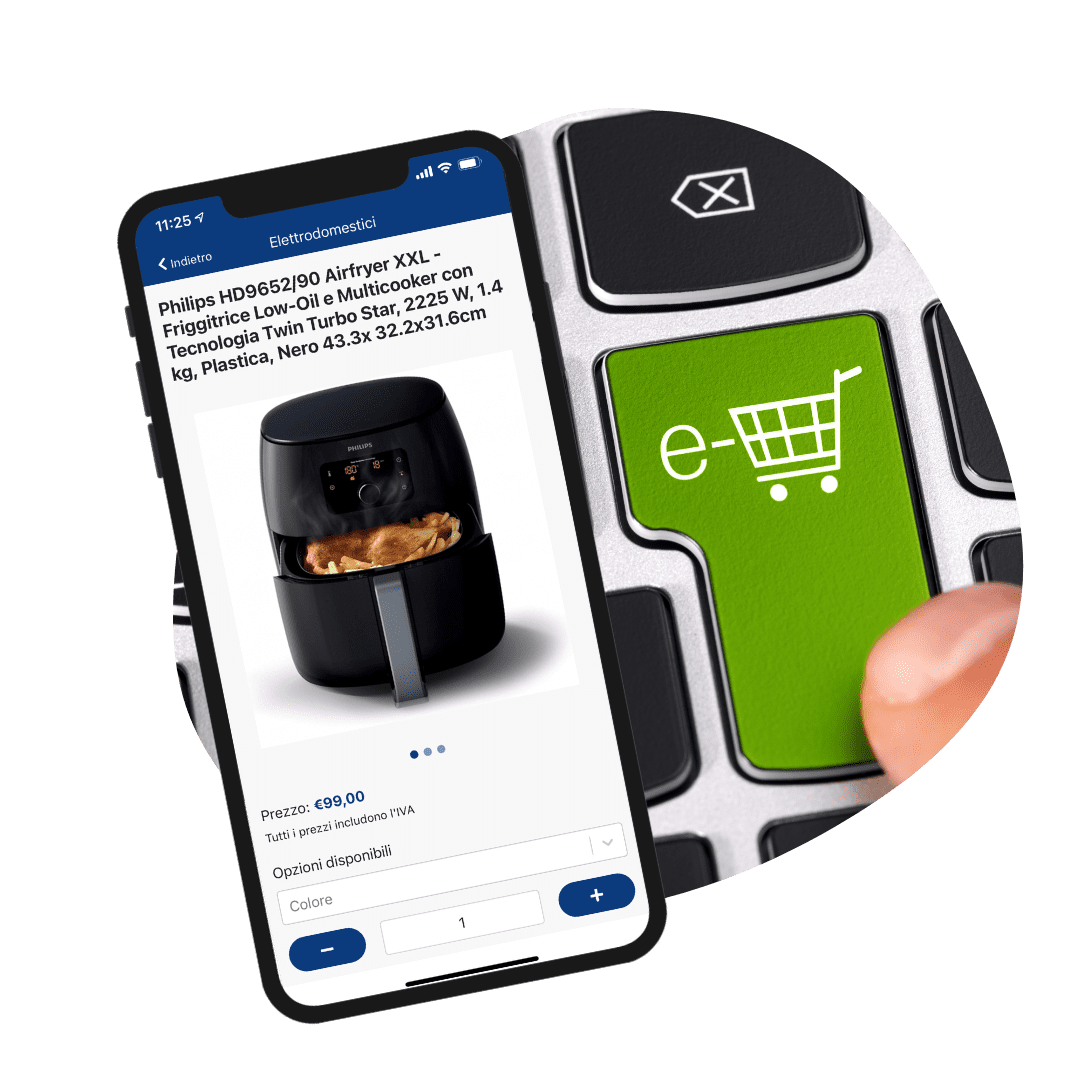 11:25
Indietro
Elettrodomestici
Philips HD9652/90 Airfryer XXL -
Friggitrice Low-Oil e Multicooker con
Tecnologia Twin Turbo Star, 2225 W, 1.4
kg, Plastica, Nero 43.3x 32.2x31.6cm
PHILIPS
180°
18
Prezzo: €99,00
Tutti i prezzi includono l'IVA
Opzioni disponibili
Colore
− 1 +
e-